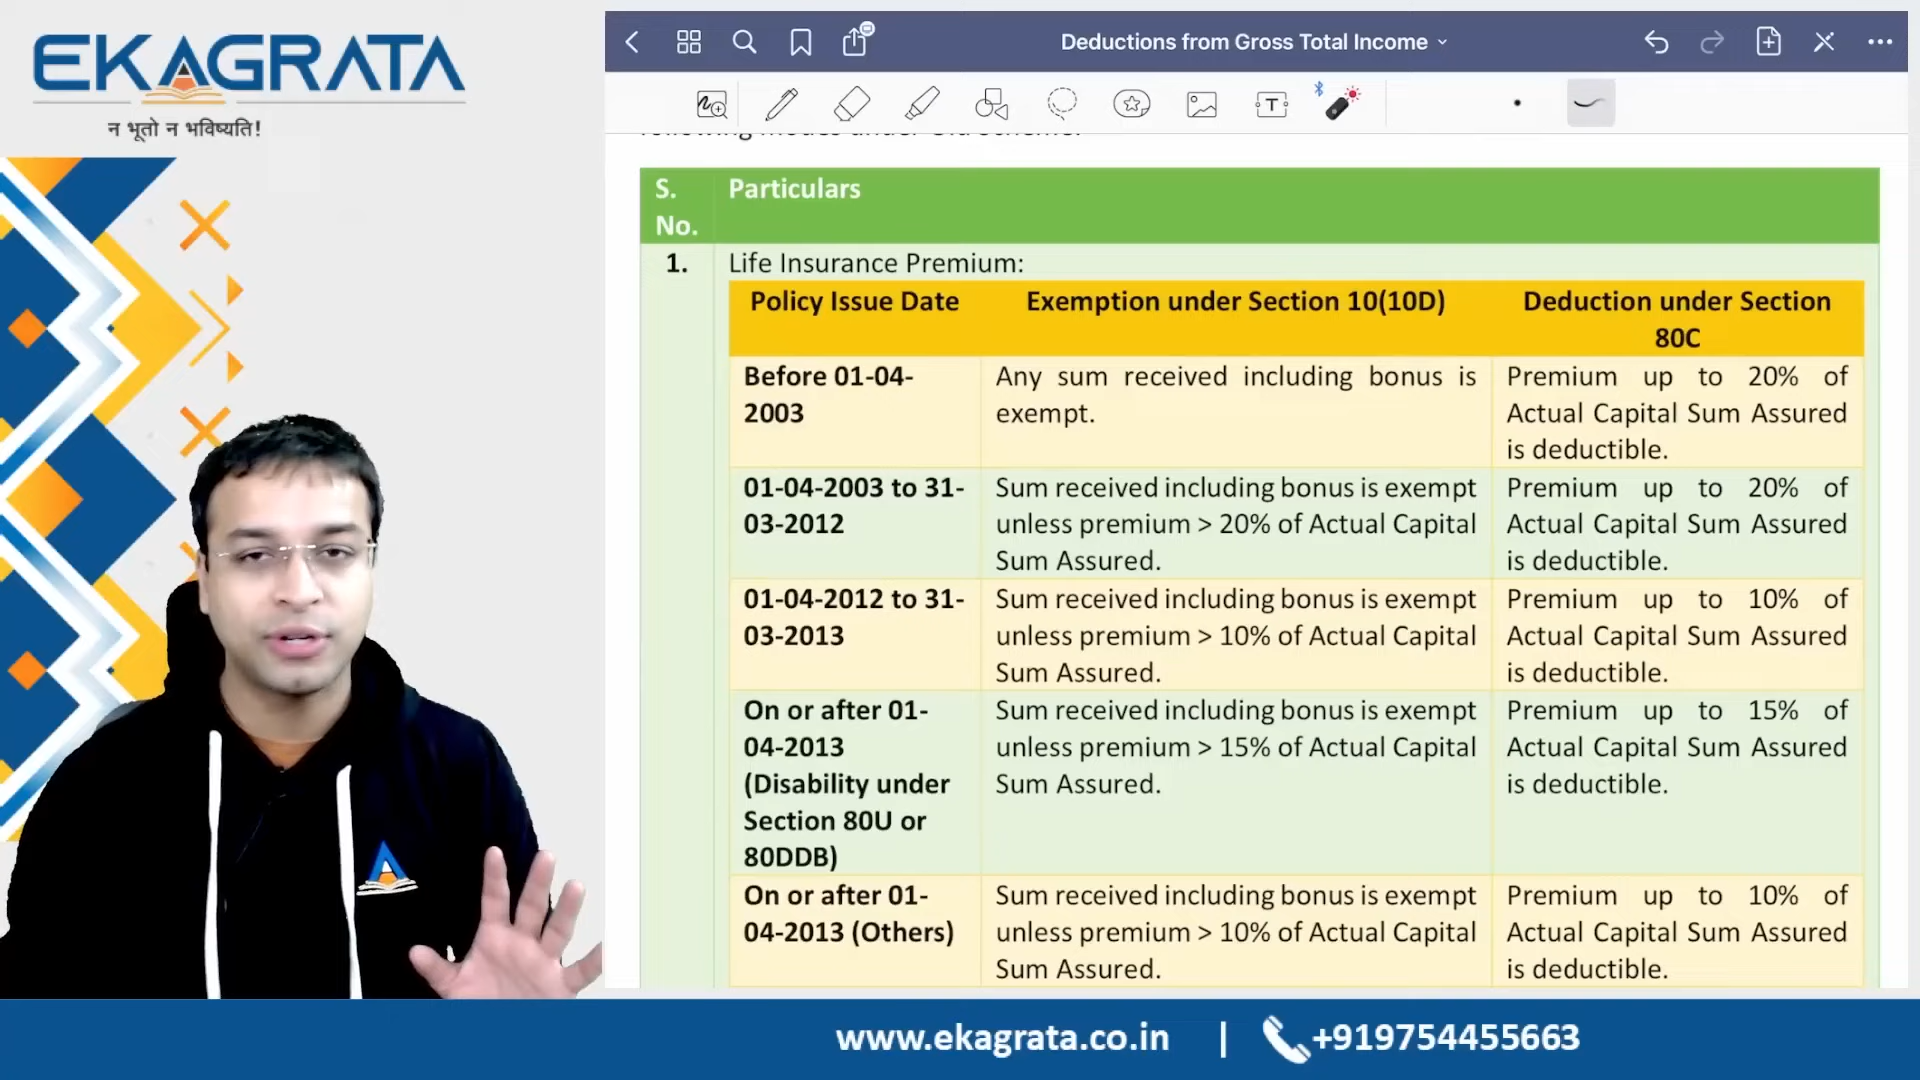 EKAGRATA
न भूतो न भविष्यति!
Deductions from Gross Total Income
following modes under Old scheme:
S.
No.
Particulars
1.
Life Insurance Premium:
Policy Issue Date
Exemption under Section 10(10D)
Deduction under Section
80C
Before 01-04-
2003
Any sum received including bonus is
exempt.
Premium up to 20% of
Actual Capital Sum Assured
is deductible.
01-04-2003 to 31-
03-2012
Sum received including bonus is exempt
unless premium > 20% of Actual Capital
Sum Assured.
Premium up to 20% of
Actual Capital Sum Assured
is deductible.
01-04-2012 to 31-
03-2013
Sum received including bonus is exempt
unless premium > 10% of Actual Capital
Sum Assured.
Premium up to 10% of
Actual Capital Sum Assured
is deductible.
On or after 01-
04-2013
(Disability under
Section 80U or
80DDB)
Sum received including bonus is exempt
unless premium > 15% of Actual Capital
Sum Assured.
Premium up to 15% of
Actual Capital Sum Assured
is deductible.
On or after 01-
04-2013 (Others)
Sum received including bonus is exempt
unless premium > 10% of Actual Capital
Sum Assured.
Premium up to 10% of
Actual Capital Sum Assured
is deductible.
www.ekagrata.co.in | +919754455663